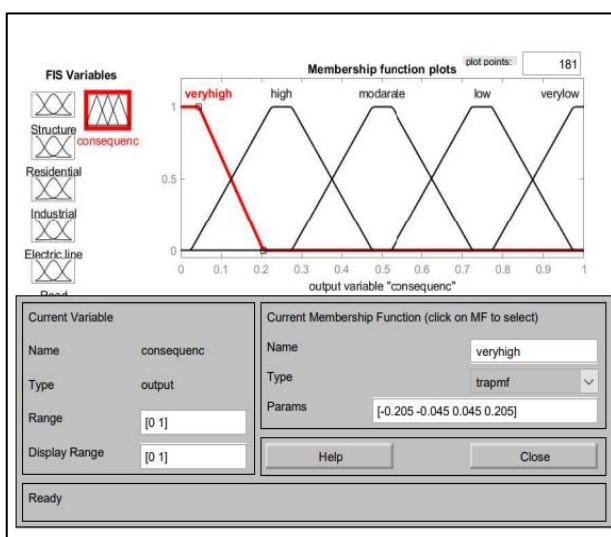 FIS Variables
Structure
consequenc
Residential
Industrial
Electric line
Membership function plots
plot points:
181
veryhigh high modarate low verylow
1
0.5
0
0 0.1 0.2 0.3 0.4 0.5 0.6 0.7 0.8 0.9 1
output variable "consequenc"
Current Variable
Name consequenc
Type output
Range [0 1]
Display Range [0 1]
Current Membership Function (click on MF to select)
Name veryhigh
Type trapmf
Params [-0.205 -0.045 0.045 0.205]
Help Close
Ready